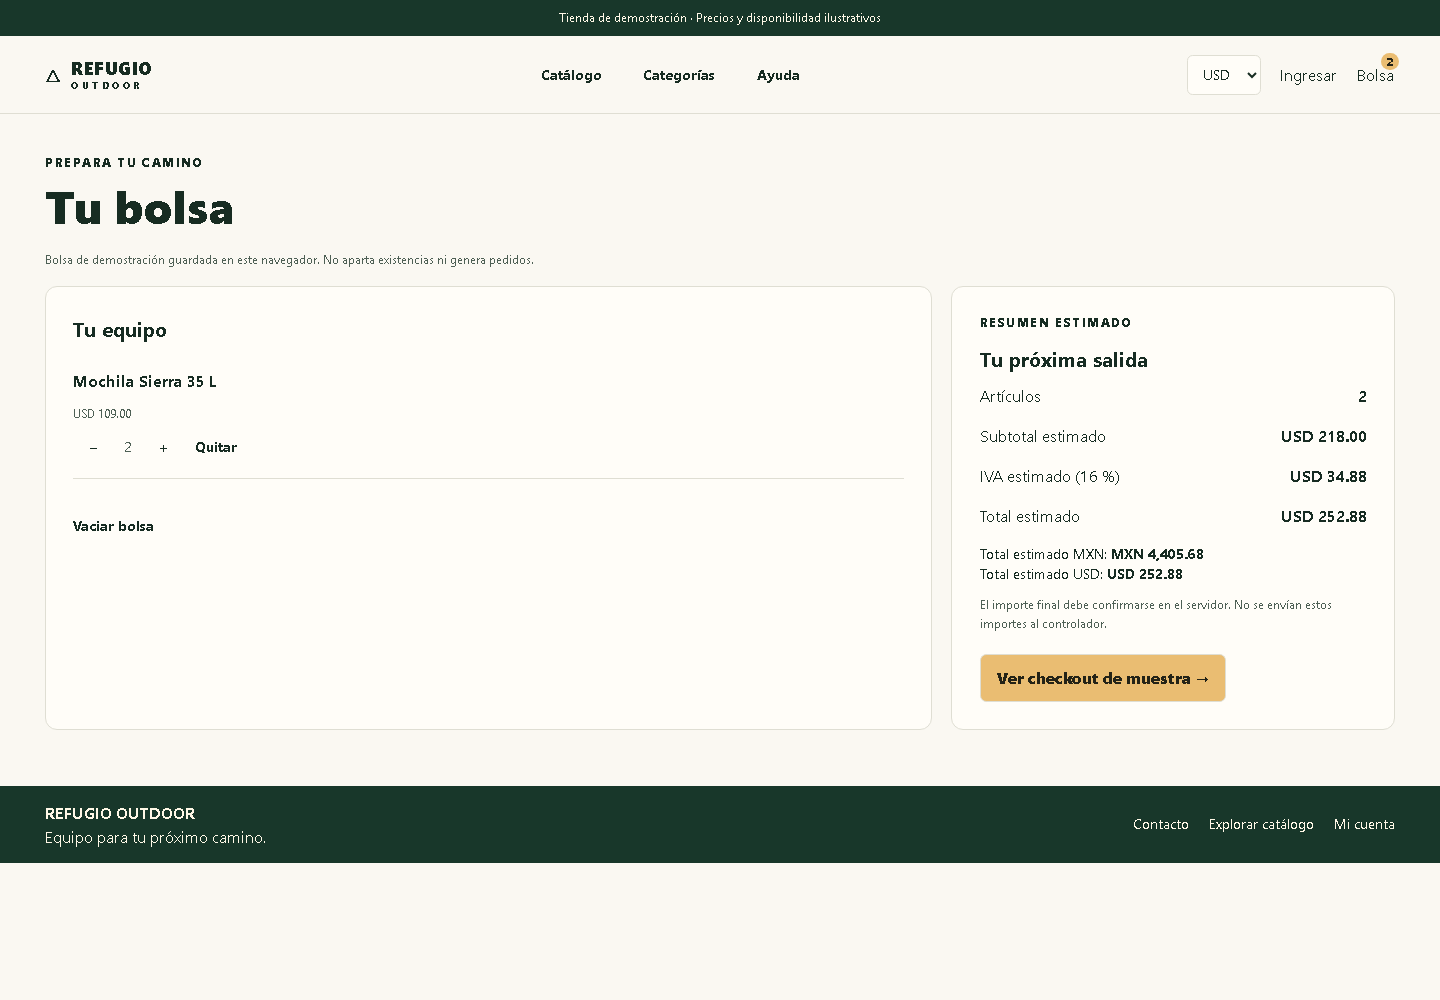 Tienda de demostración · Precios y disponibilidad ilustrativos
REFUGIO
OUTDOOR
Catálogo
Categorías
Ayuda
USD
Ingresar
Bolsa
2
PREPARA TU CAMINO
Tu bolsa
Bolsa de demostración guardada en este navegador. No aparta existencias ni genera pedidos.
Tu equipo
Mochila Sierra 35 L
USD 109.00
− 2 + Quitar
Vaciar bolsa
RESUMEN ESTIMADO
Tu próxima salida
Artículos 2
Subtotal estimado USD 218.00
IVA estimado (16 %) USD 34.88
Total estimado USD 252.88
Total estimado MXN: MXN 4,405.68
Total estimado USD: USD 252.88
El importe final debe confirmarse en el servidor. No se envían estos
importes al controlador.
Ver checkout de muestra →
REFUGIO OUTDOOR
Equipo para tu próximo camino.
Contacto
Explorar catálogo
Mi cuenta